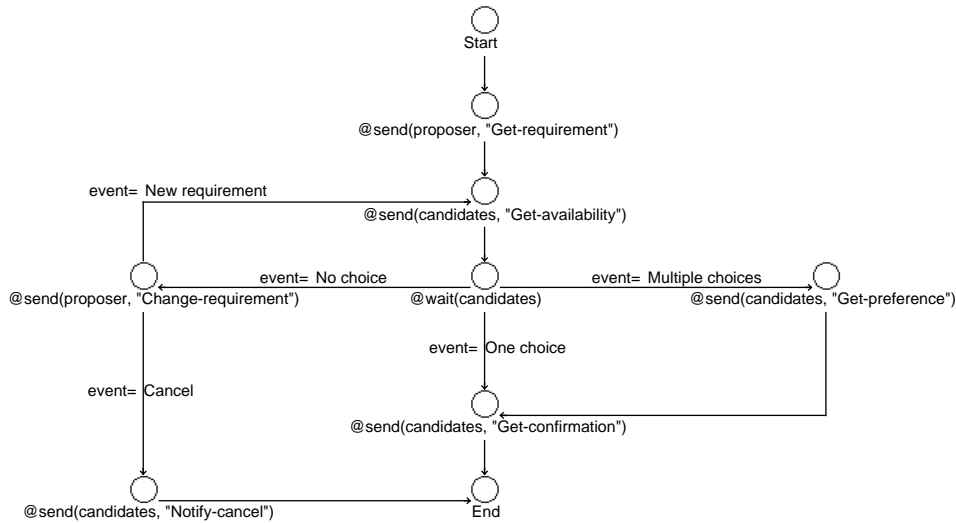 Start
@send(proposer, "Get-requirement")
event= New requirement
@send(candidates, "Get-availability")
event= No choice
event= Multiple choices
@send(proposer, "Change-requirement")
@wait(candidates)
@send(candidates, "Get-preference")
event= One choice
event= Cancel
@send(candidates, "Get-confirmation")
@send(candidates, "Notify-cancel")
End